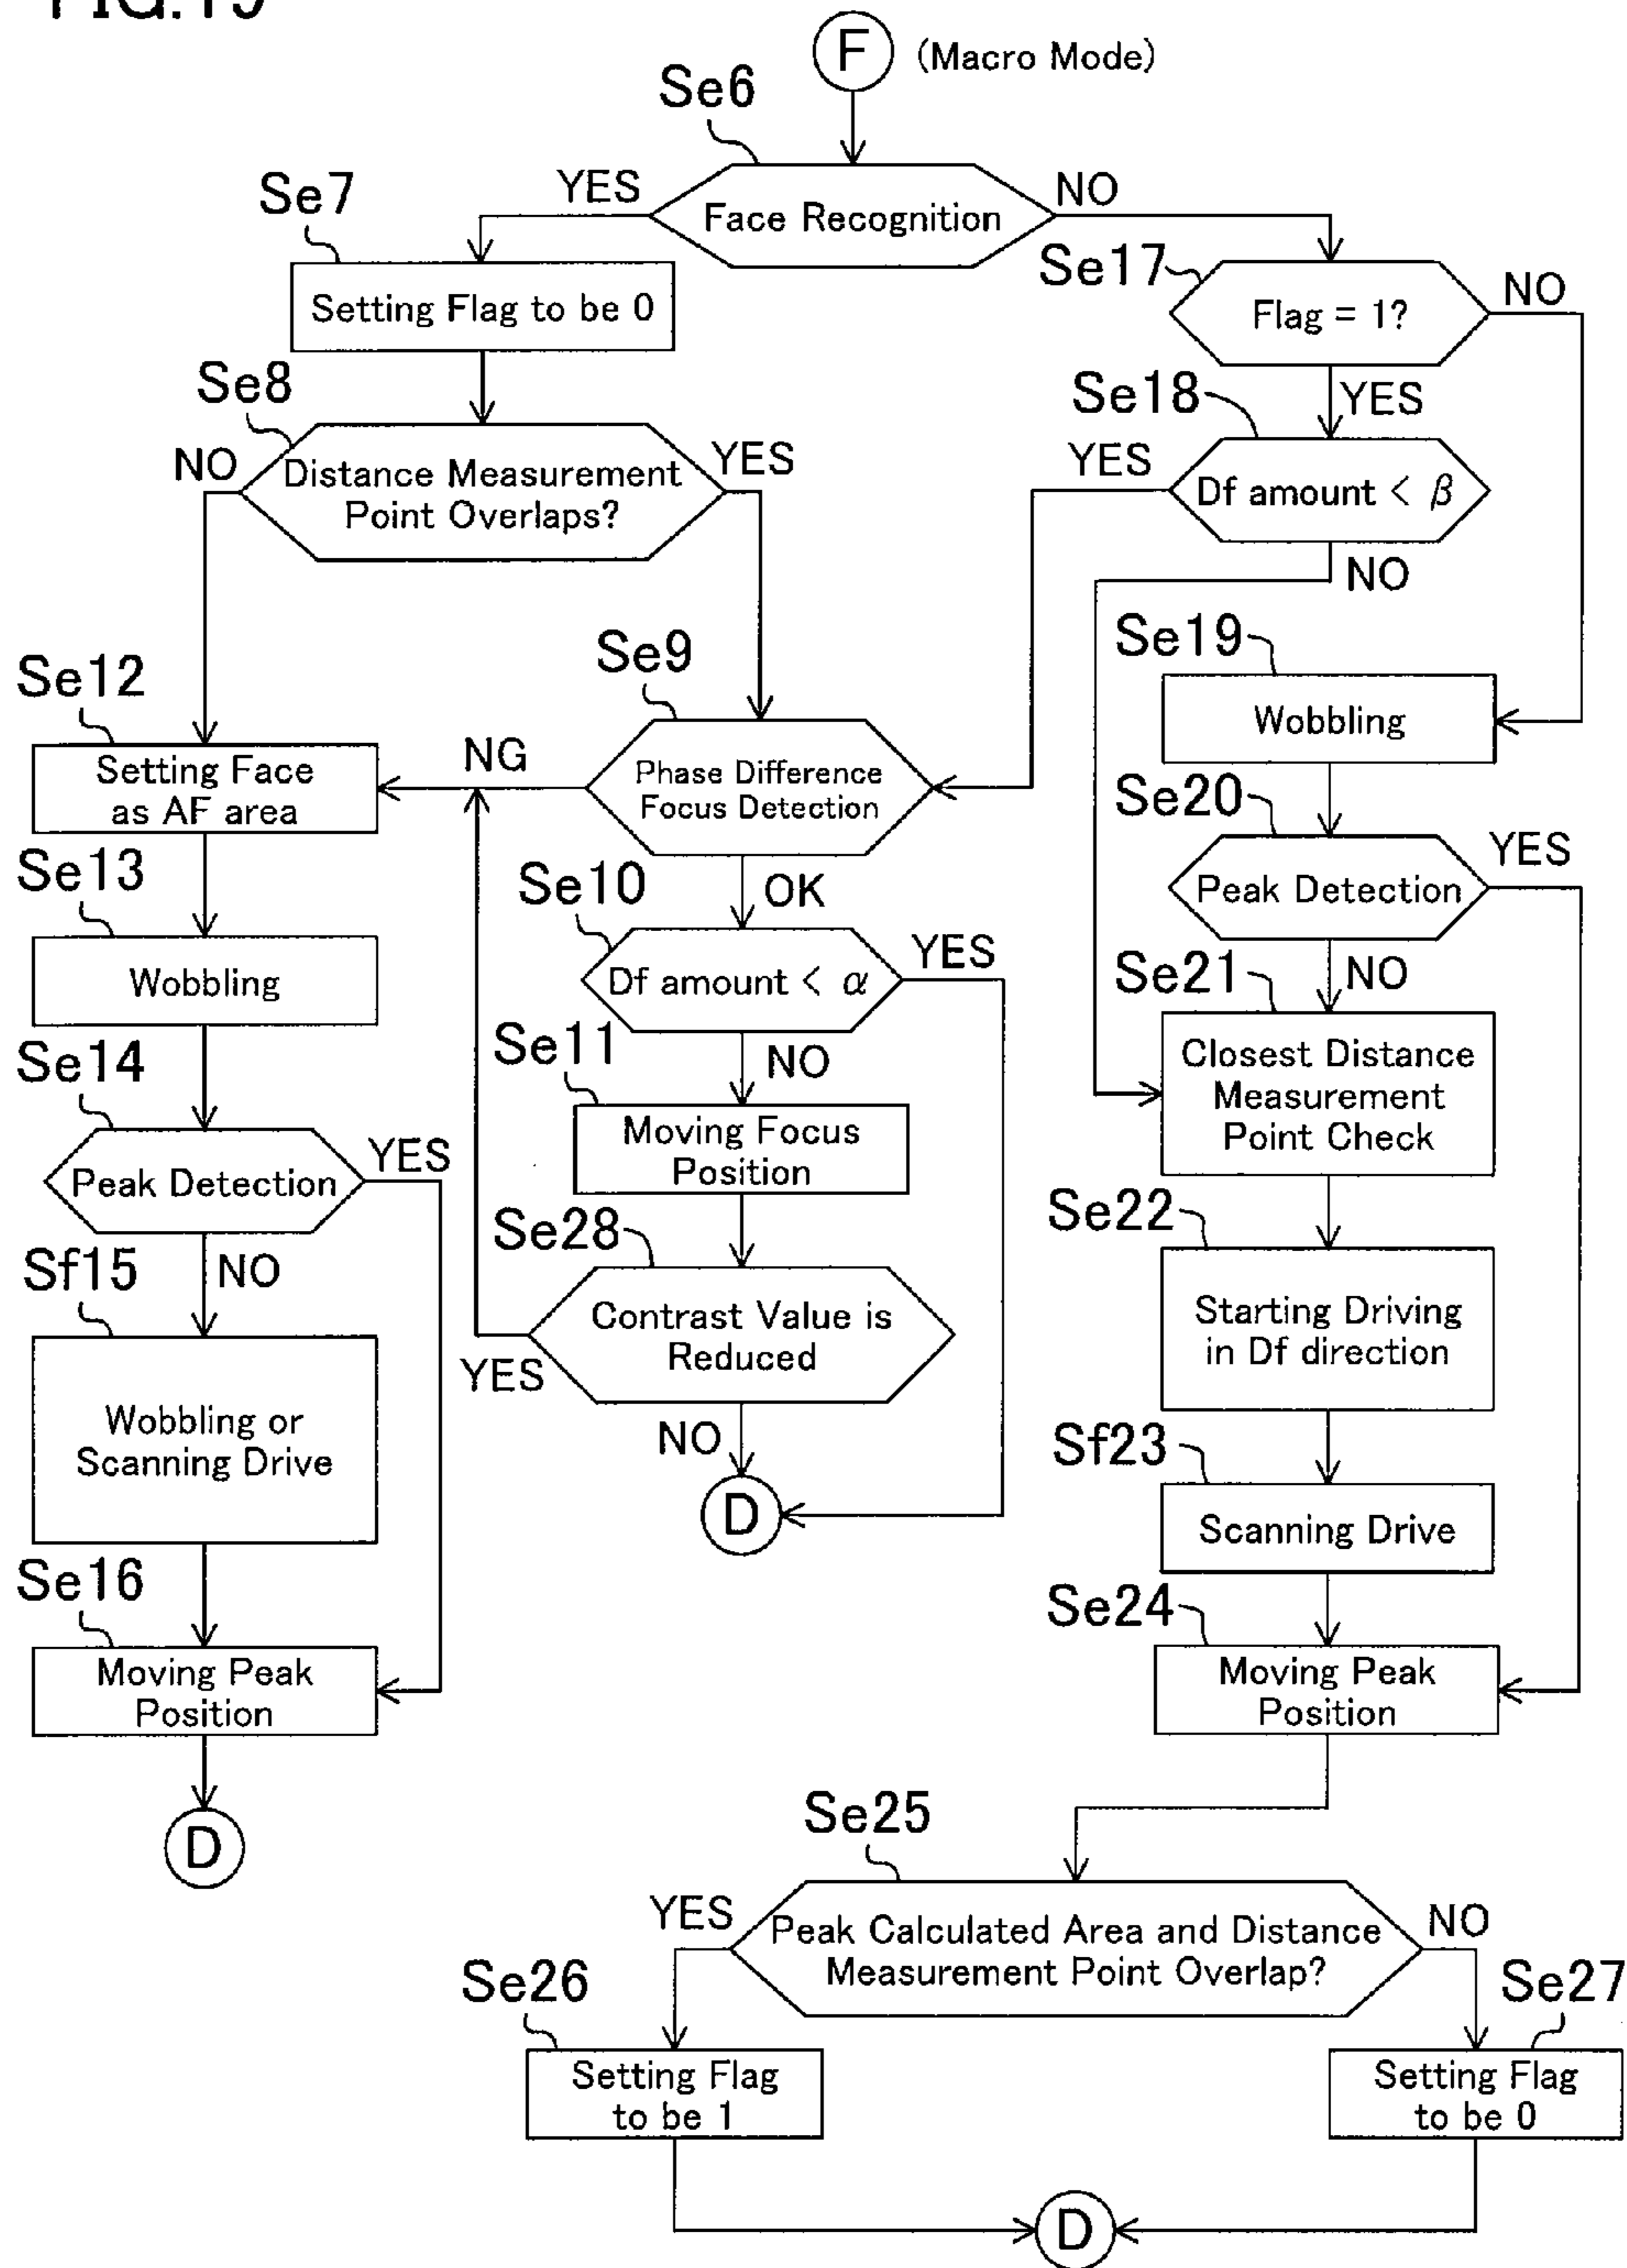 FIG.19
F (Macro Mode)
Se6
Face Recognition
YES
NO
Se7
Setting Flag to be 0
Se8
Distance Measurement
Point Overlaps?
NO
YES
Se17
Flag = 1?
NO
YES
Se18
Df amount < β
YES
NO
Se9
Phase Difference
Focus Detection
NG
OK
Se12
Setting Face
as AF area
Se13
Wobbling
Se14
Peak Detection
YES
NO
Sf15
Wobbling or
Scanning Drive
Se16
Moving Peak
Position
D
Se10
Df amount < α
YES
NO
Se11
Moving Focus
Position
Se28
Contrast Value is
Reduced
YES
NO
D
Se19
Wobbling
Se20
Peak Detection
YES
NO
Se21
Closest Distance
Measurement
Point Check
Se22
Starting Driving
in Df direction
Sf23
Scanning Drive
Se24
Moving Peak
Position
Se25
Peak Calculated Area and Distance
Measurement Point Overlap?
YES
NO
Se26
Setting Flag
to be 1
Se27
Setting Flag
to be 0
D